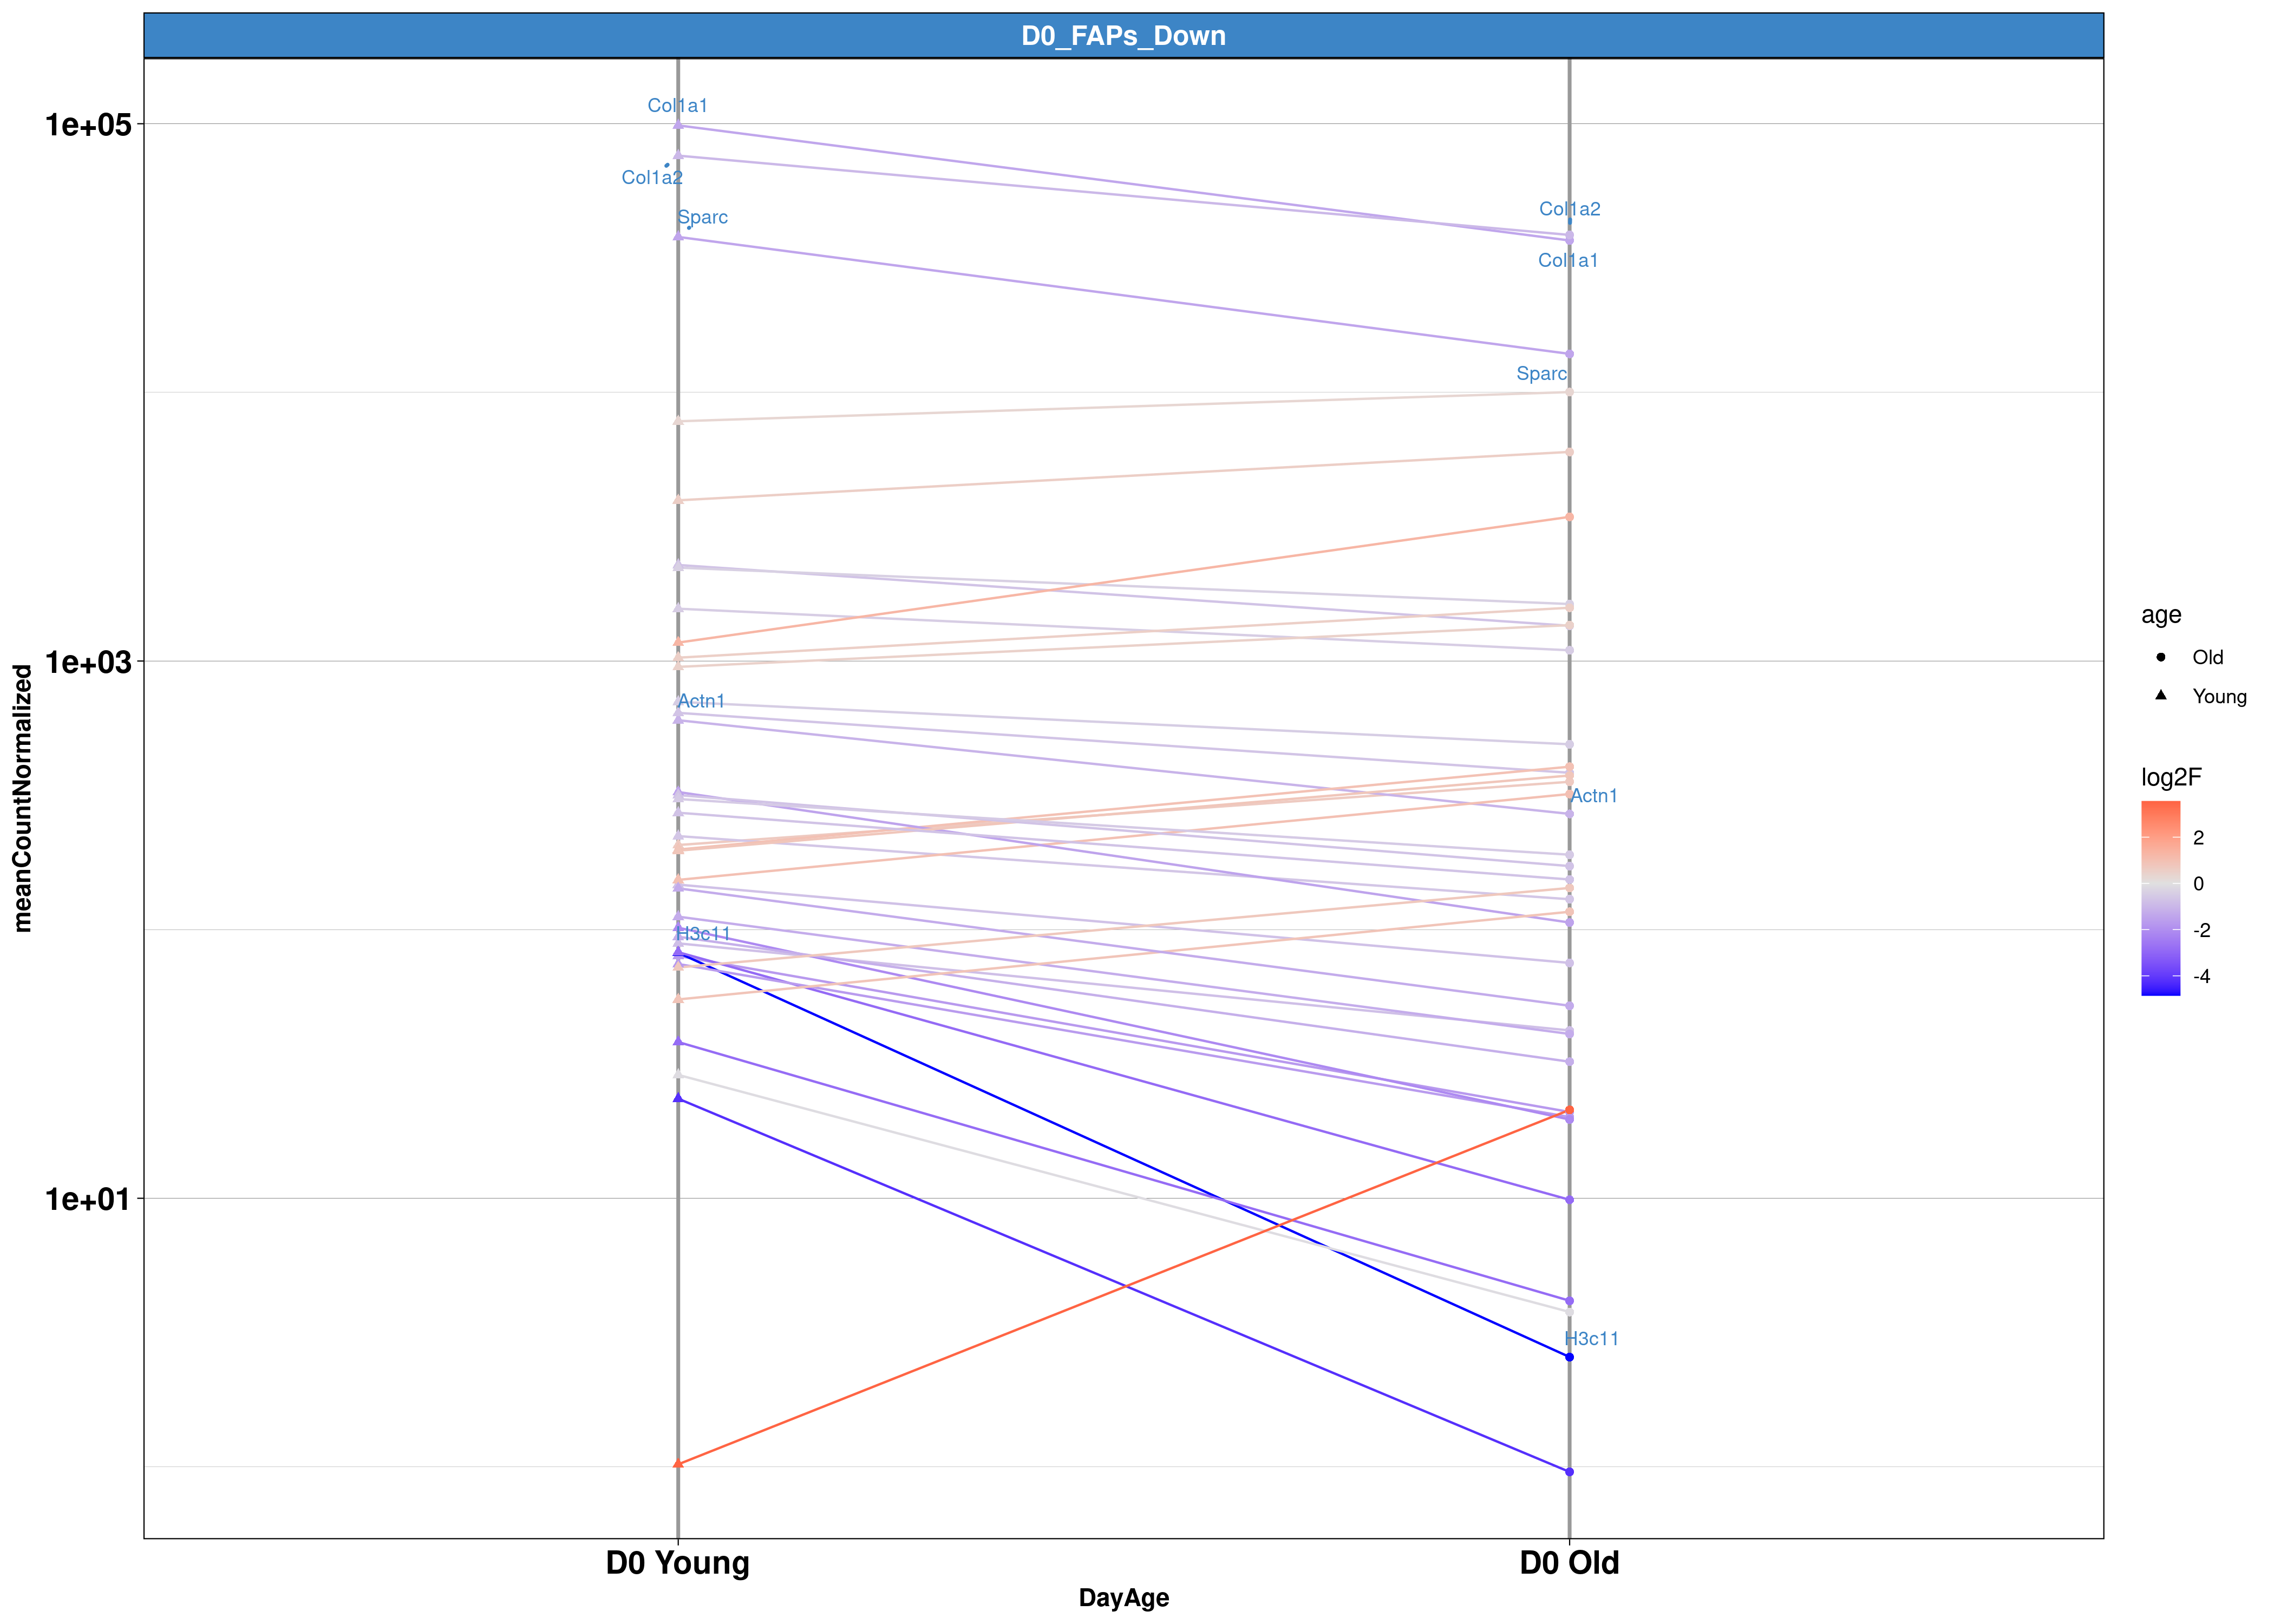 D0_FAPs_Down
1e+05
1e+03
1e+01
meanCountNormalized
Col1a1
Col1a2
Sparc
Actn1
H3c11
Col1a2
Col1a1
Sparc
Actn1
H3c11
D0 Young
D0 Old
DayAge
age
Old
Young
log2F
2
0
-2
-4